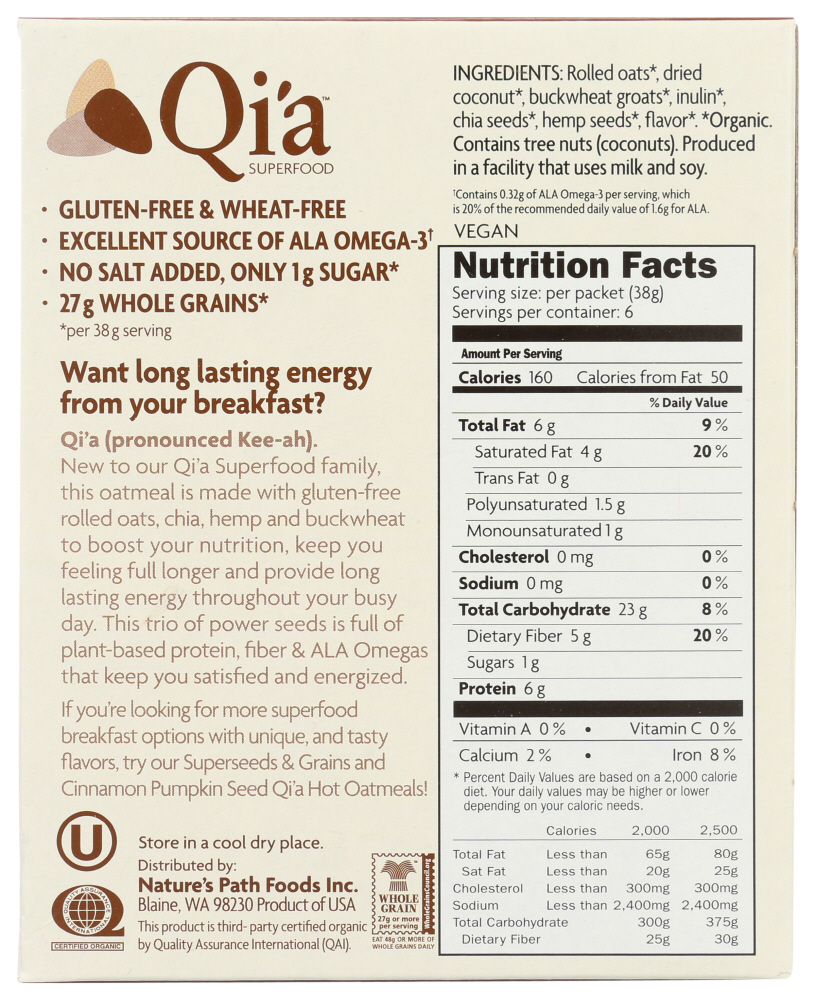 Qi'a™
SUPERFOOD
• GLUTEN-FREE & WHEAT-FREE
• EXCELLENT SOURCE OF ALA OMEGA-3†
• NO SALT ADDED, ONLY 1g SUGAR*
• 27g WHOLE GRAINS*
*per 38g serving
Want long lasting energy
from your breakfast?
Qi'a (pronounced Kee-ah).
New to our Qi'a Superfood family,
this oatmeal is made with gluten-free
rolled oats, chia, hemp and buckwheat
to boost your nutrition, keep you
feeling full longer and provide long
lasting energy throughout your busy
day. This trio of power seeds is full of
plant-based protein, fiber & ALA Omegas
that keep you satisfied and energized.
If you're looking for more superfood
breakfast options with unique, and tasty
flavors, try our Superseeds & Grains and
Cinnamon Pumpkin Seed Qi'a Hot Oatmeals!
U
Store in a cool dry place.
Distributed by:
Nature's Path Foods Inc.
Blaine, WA 98230 Product of USA
This product is third- party certified organic
by Quality Assurance International (QAI).
QUALITY ASSURANCE
INTERNATIONAL
CERTIFIED ORGANIC
WHOLE
GRAIN
27g or more
per serving
WholeGrainsCouncil.org
EAT 48g OR MORE OF
WHOLE GRAINS DAILY
INGREDIENTS: Rolled oats*, dried
coconut*, buckwheat groats*, inulin*,
chia seeds*, hemp seeds*, flavor*. *Organic.
Contains tree nuts (coconuts). Produced
in a facility that uses milk and soy.
†Contains 0.32g of ALA Omega-3 per serving, which
is 20% of the recommended daily value of 1.6g for ALA.
VEGAN
Nutrition Facts
Serving size: per packet (38g)
Servings per container: 6
Amount Per Serving
Calories 160 Calories from Fat 50
% Daily Value
Total Fat 6 g 9 %
Saturated Fat 4 g 20 %
Trans Fat 0 g
Polyunsaturated 1.5 g
Monounsaturated 1 g
Cholesterol 0 mg 0 %
Sodium 0 mg 0 %
Total Carbohydrate 23 g 8 %
Dietary Fiber 5 g 20 %
Sugars 1 g
Protein 6 g
Vitamin A 0 % • Vitamin C 0 %
Calcium 2 % • Iron 8 %
* Percent Daily Values are based on a 2,000 calorie
diet. Your daily values may be higher or lower
depending on your caloric needs.
Calories 2,000 2,500
Total Fat Less than 65g 80g
Sat Fat Less than 20g 25g
Cholesterol Less than 300mg 300mg
Sodium Less than 2,400mg 2,400mg
Total Carbohydrate 300g 375g
Dietary Fiber 25g 30g